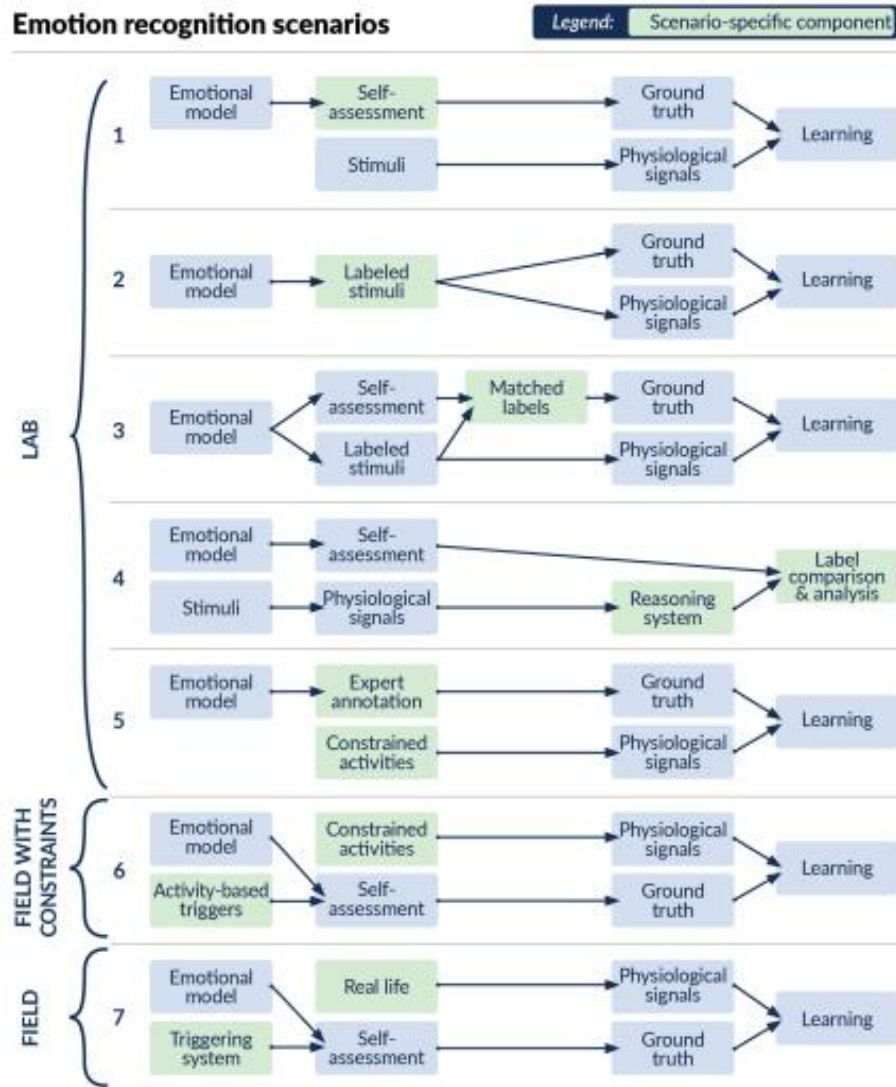 Emotion recognition scenarios
Legend: Scenario-specific component
LAB
1
Emotional
model
Self-
assessment
Ground
truth
Stimuli
Physiological
signals
Learning
2
Emotional
model
Labeled
stimuli
Ground
truth
Physiological
signals
Learning
3
Emotional
model
Self-
assessment
Labeled
stimuli
Matched
labels
Ground
truth
Physiological
signals
Learning
4
Emotional
model
Self-
assessment
Stimuli
Physiological
signals
Reasoning
system
Label
comparison
& analysis
5
Emotional
model
Expert
annotation
Ground
truth
Constrained
activities
Physiological
signals
Learning
FIELD WITH
CONSTRAINTS
6
Emotional
model
Constrained
activities
Physiological
signals
Activity-based
triggers
Self-
assessment
Ground
truth
Learning
FIELD
7
Emotional
model
Real life
Physiological
signals
Triggering
system
Self-
assessment
Ground
truth
Learning